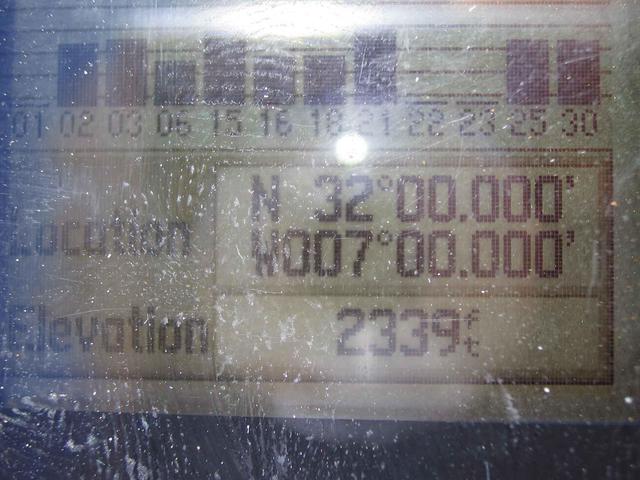 01 02 03 06 15 16 18 21 22 23 25 30
Location
N 32°00.000'
W007°00.000'
Elevation 2339ft